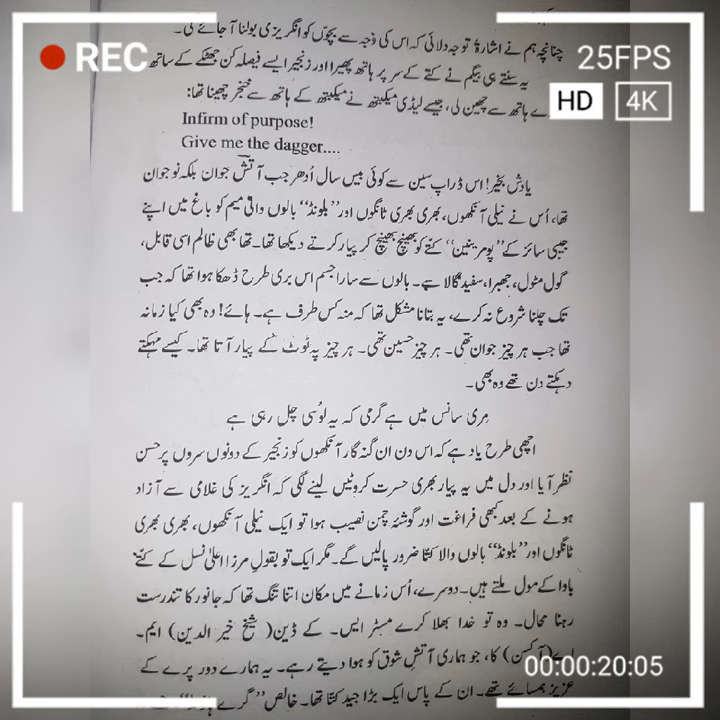 REC
25FPS
HD 4K
چنانچہ ہم نے اشارۃً توجہ دلائی کہ اس کی وجہ سے بچوں کو انگریزی بولنا آ جائے گی۔
یہ سنتے ہی بیگم نے کتے کے سر پر ہاتھ پھیرا اور زنجیر ایسے فیصلہ کن جھٹکے کے ساتھ
ہاتھ سے چھین لی، جیسے لیڈی میکبتھ نے میکبتھ کے ہاتھ سے خنجر چھینا تھا:
Infirm of purpose!
Give me the dagger....
یادش بخیر! اس ڈراپ سین سے کوئی بیس سال اُدھر جب آتش جوان بلکہ نوجوان
تھا، اُس نے نیلی آنکھوں، بھری بھری ٹانگوں اور ’’بلونڈ‘‘ بالوں والی میم کو باغ میں اپنے
جیبی سائز کے ’’پومرینین‘‘ کتّے کو بھینچ بھینچ کر پیار کرتے دیکھا تھا۔ تھا بھی ظالم اسی قابل،
گول مٹول، جھبرا، سفید گالا سے۔ بالوں سے سارا جسم اس بری طرح ڈھکا ہوا تھا کہ جب
تک چلنا شروع نہ کرے، یہ بتانا مشکل تھا کہ منہ کس طرف ہے۔ ہائے! وہ بھی کیا زمانہ
تھا جب ہر چیز جوان تھی۔ ہر چیز حسین تھی۔ ہر چیز پہ ٹوٹ کے پیار آتا تھا۔ کیسے مہکتے
دہکتے دن تھے وہ بھی۔
مِری سانس میں ہے گرمی کہ یہ لُو سی چل رہی ہے
اچھی طرح یاد ہے کہ اس دن ان گنہ گار آنکھوں کو زنجیر کے دونوں سروں پر حسن
نظر آیا اور دل میں یہ پیار بھری حسرت کروٹیں لینے لگی کہ انگریز کی غلامی سے آزاد
ہونے کے بعد کبھی فراغت اور گوشۂ چمن نصیب ہوا تو ایک نیلی آنکھوں، بھری بھری
ٹانگوں اور ’’بلونڈ‘‘ بالوں والا کتا ضرور پالیں گے۔ مگر ایک تو بقول مرزا اعلیٰ نسل کے کتّے
باوا کے مول ملتے ہیں۔ دوسرے، اُس زمانے میں مکان اتنا تنگ تھا کہ جانور کا تندرست
رہنا محال۔ وہ تو خدا بھلا کرے مسٹر ایس۔ کے ڈین( شیخ خیر الدین) ایم۔
(آکسن) کا، جو ہماری آتشِ شوق کو ہوا دیتے رہے۔ یہ ہمارے دور پرے کے
عزیز ہمسائے تھے۔ ان کے پاس ایک بڑا جید کتا تھا۔ خالص ’’گرے
00:00:20:05